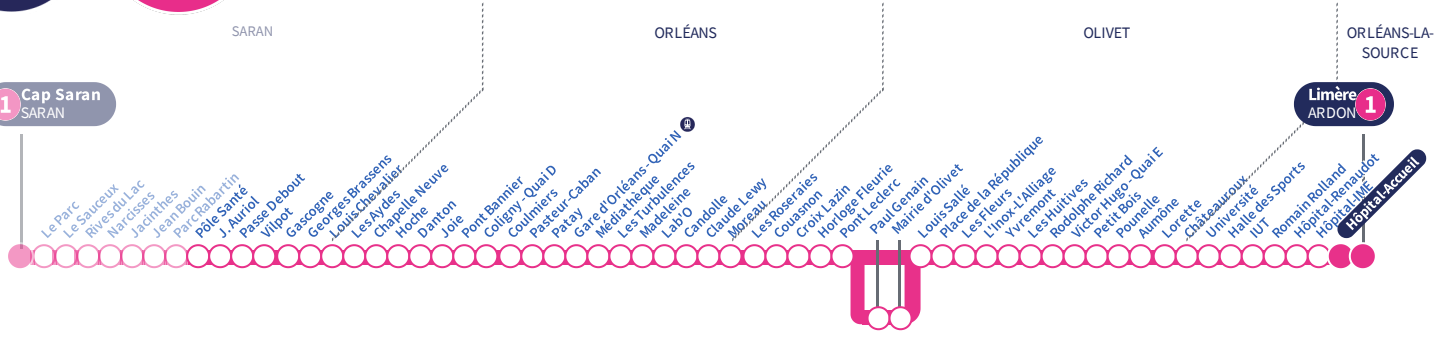 SARAN
ORLÉANS
OLIVET
ORLÉANS-LA-
SOURCE
1
Cap Saran
SARAN
Limère
ARDON
1
Le Parc
Le Sauceux
Rives du Lac
Narcisses
Jacinthes
Jean Bouin
Parc Rabartin
Pôle Santé
J. Auriol
Passe Debout
Vilpot
Gascogne
Georges Brassens
Louis Chevalier
Les Aydes
Chapelle Neuve
Hoche
Danton
Joie
Pont Bannier
Coligny - Quai D
Coulmiers
Pasteur-Caban
Patay
Gare d'Orléans - Quai N
Médiathèque
Les Turbulences
Madeleine
Lab'O
Candolle
Claude Lewy
Moreau
Les Roseraies
Couasnon
Croix Lazin
Horloge Fleurie
Pont Leclerc
Paul Genain
Mairie d'Olivet
Louis Sallé
Place de la République
Les Fleurs
L'Inox-L'Alliage
Yvremont
Les Huitives
Rodolphe Richard
Victor Hugo - Quai E
Petit Bois
Pounelle
Aumône
Lorette
Châteauroux
Université
Halle des Sports
IUT
Romain Rolland
Hôpital-Renaudot
Hôpital-IME
Hôpital-Accueil